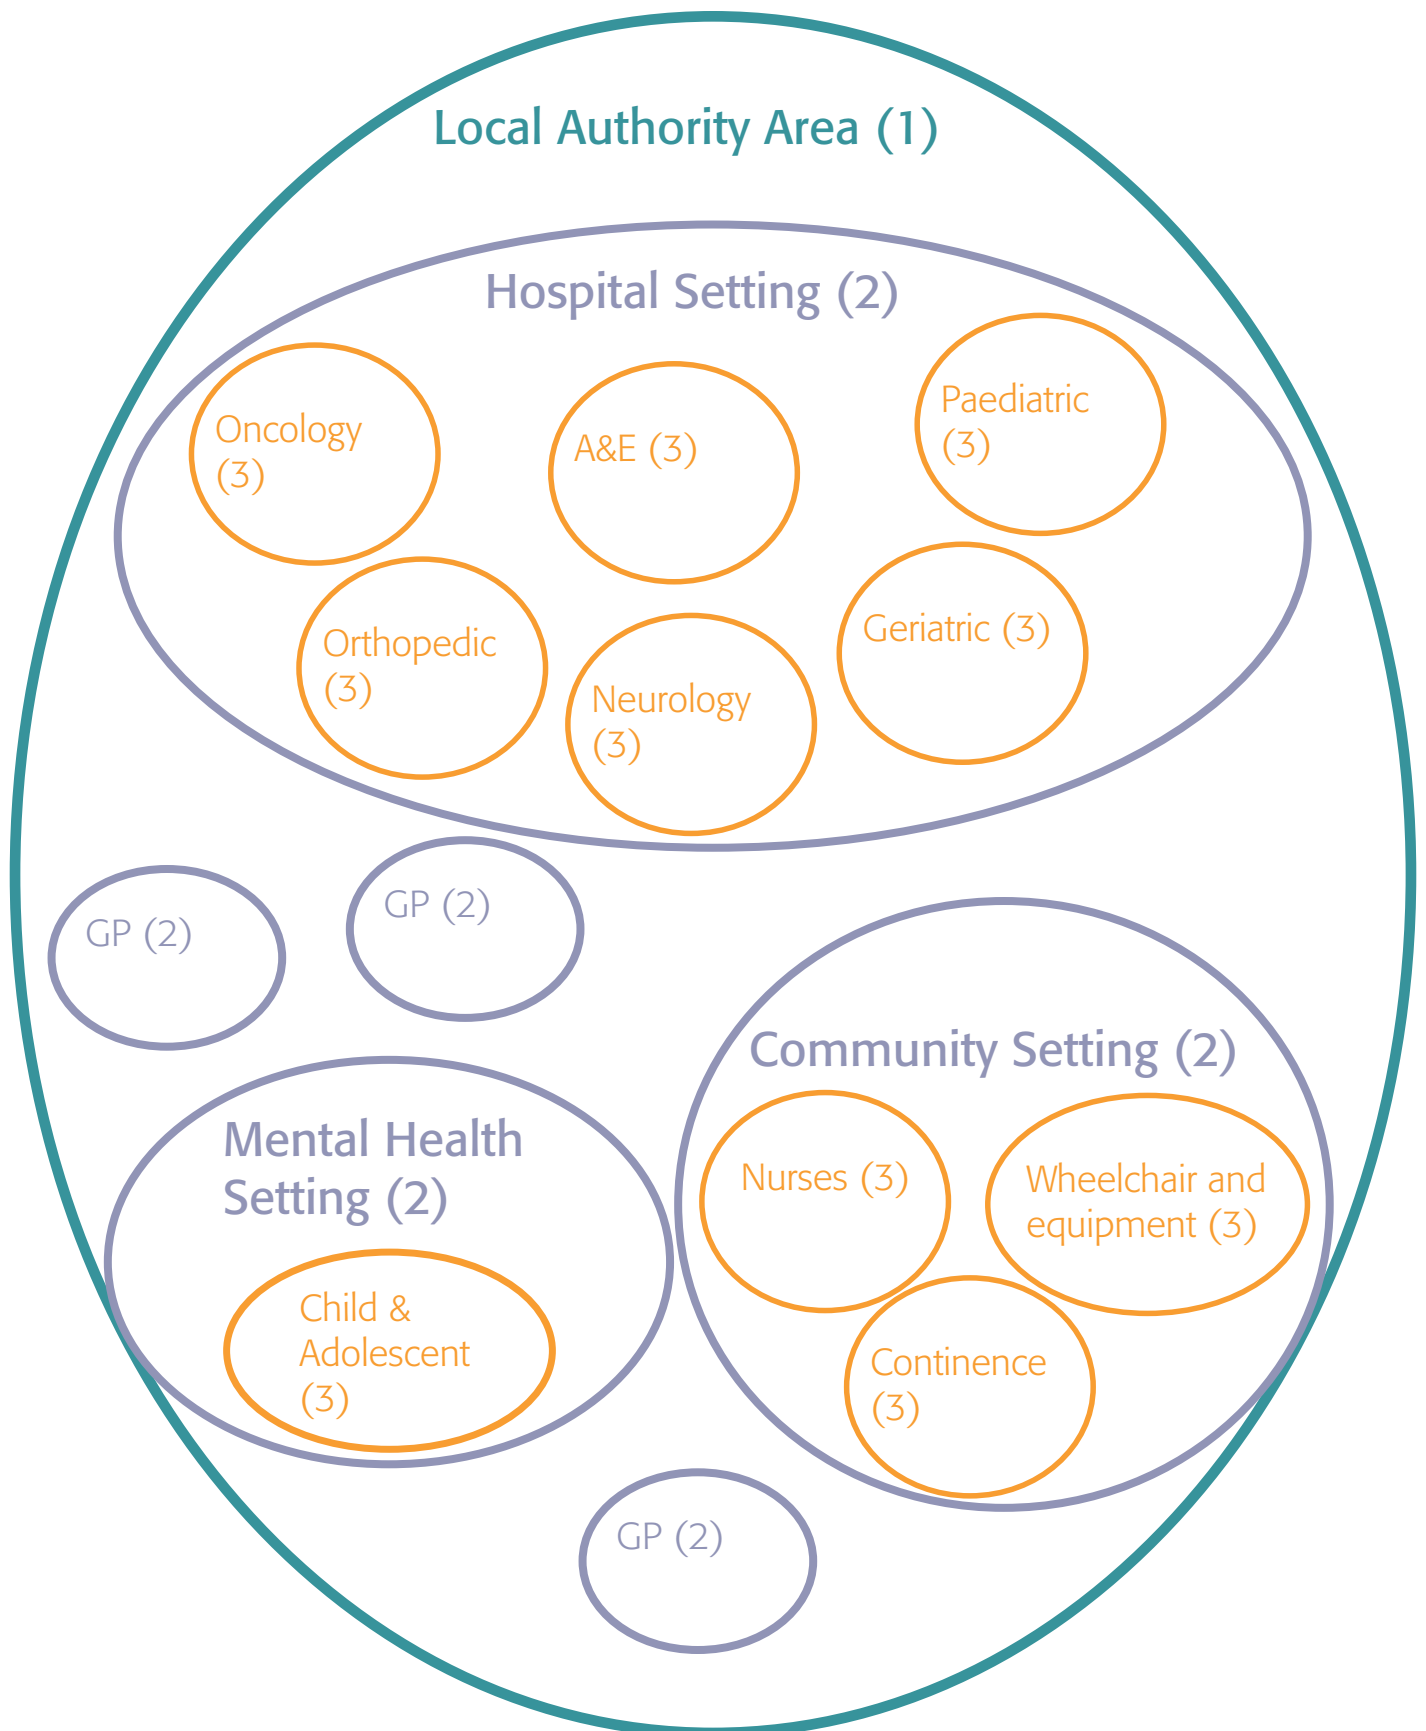 Local Authority Area (1)
Hospital Setting (2)
Oncology
(3)
A&E (3)
Paediatric
(3)
Orthopedic
(3)
Neurology
(3)
Geriatric (3)
GP (2)
GP (2)
Community Setting (2)
Mental Health
Setting (2)
Nurses (3)
Wheelchair and
equipment (3)
Child &
Adolescent
(3)
Continence
(3)
GP (2)